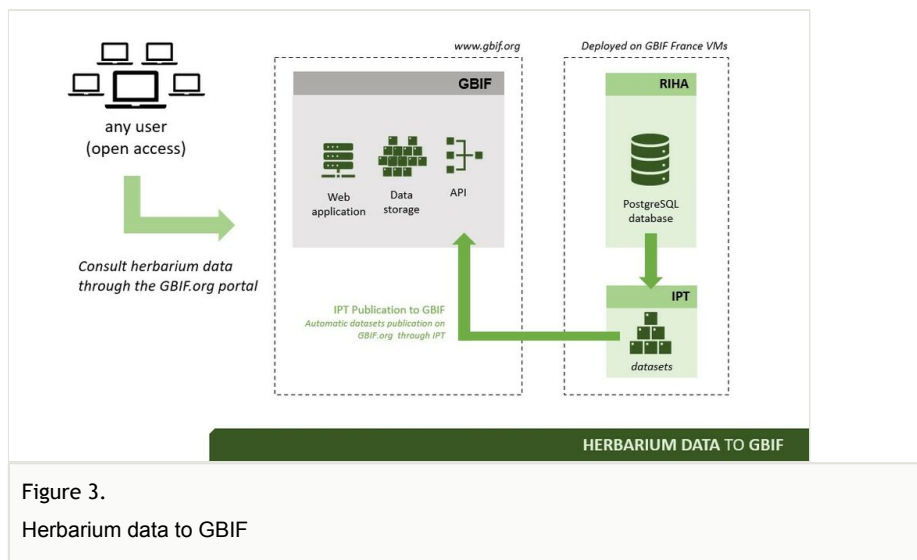 www.gbif.org
Deployed on GBIF France VMs
any user
(open access)
Consult herbarium data
through the GBIF.org portal
GBIF
Web
application
Data
storage
API
RIHA
PostgreSQL
database
IPT
datasets
IPT Publication to GBIF
Automatic datasets publication on
GBIF.org through IPT
HERBARIUM DATA TO GBIF
Figure 3.
Herbarium data to GBIF